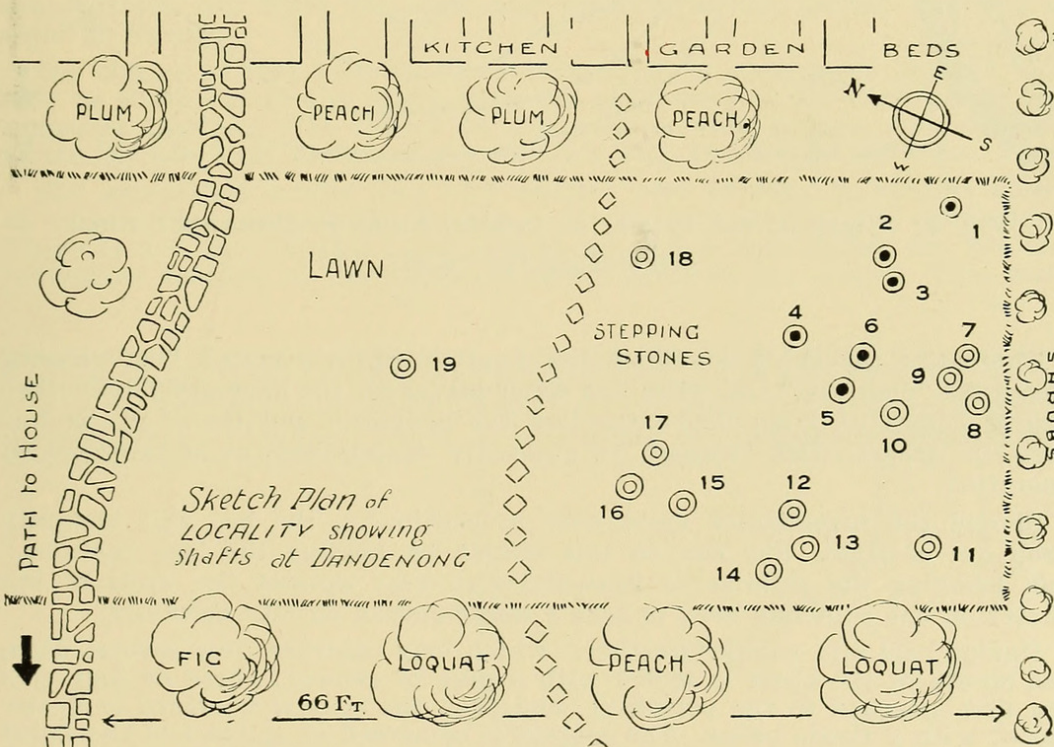 KITCHEN GARDEN BEDS
PLUM
PEACH
PLUM
PEACH
N
E
S
W
1
2
3
LAWN
18
STEPPING
STONES
4
6
7
19
9
5
8
10
PATH to HOUSE
SHRUBS
17
16
15
12
Sketch Plan of
LOCALITY showing
shafts at DANDENONG
13
11
14
FIG
LOQUAT
PEACH
LOQUAT
66 FT.